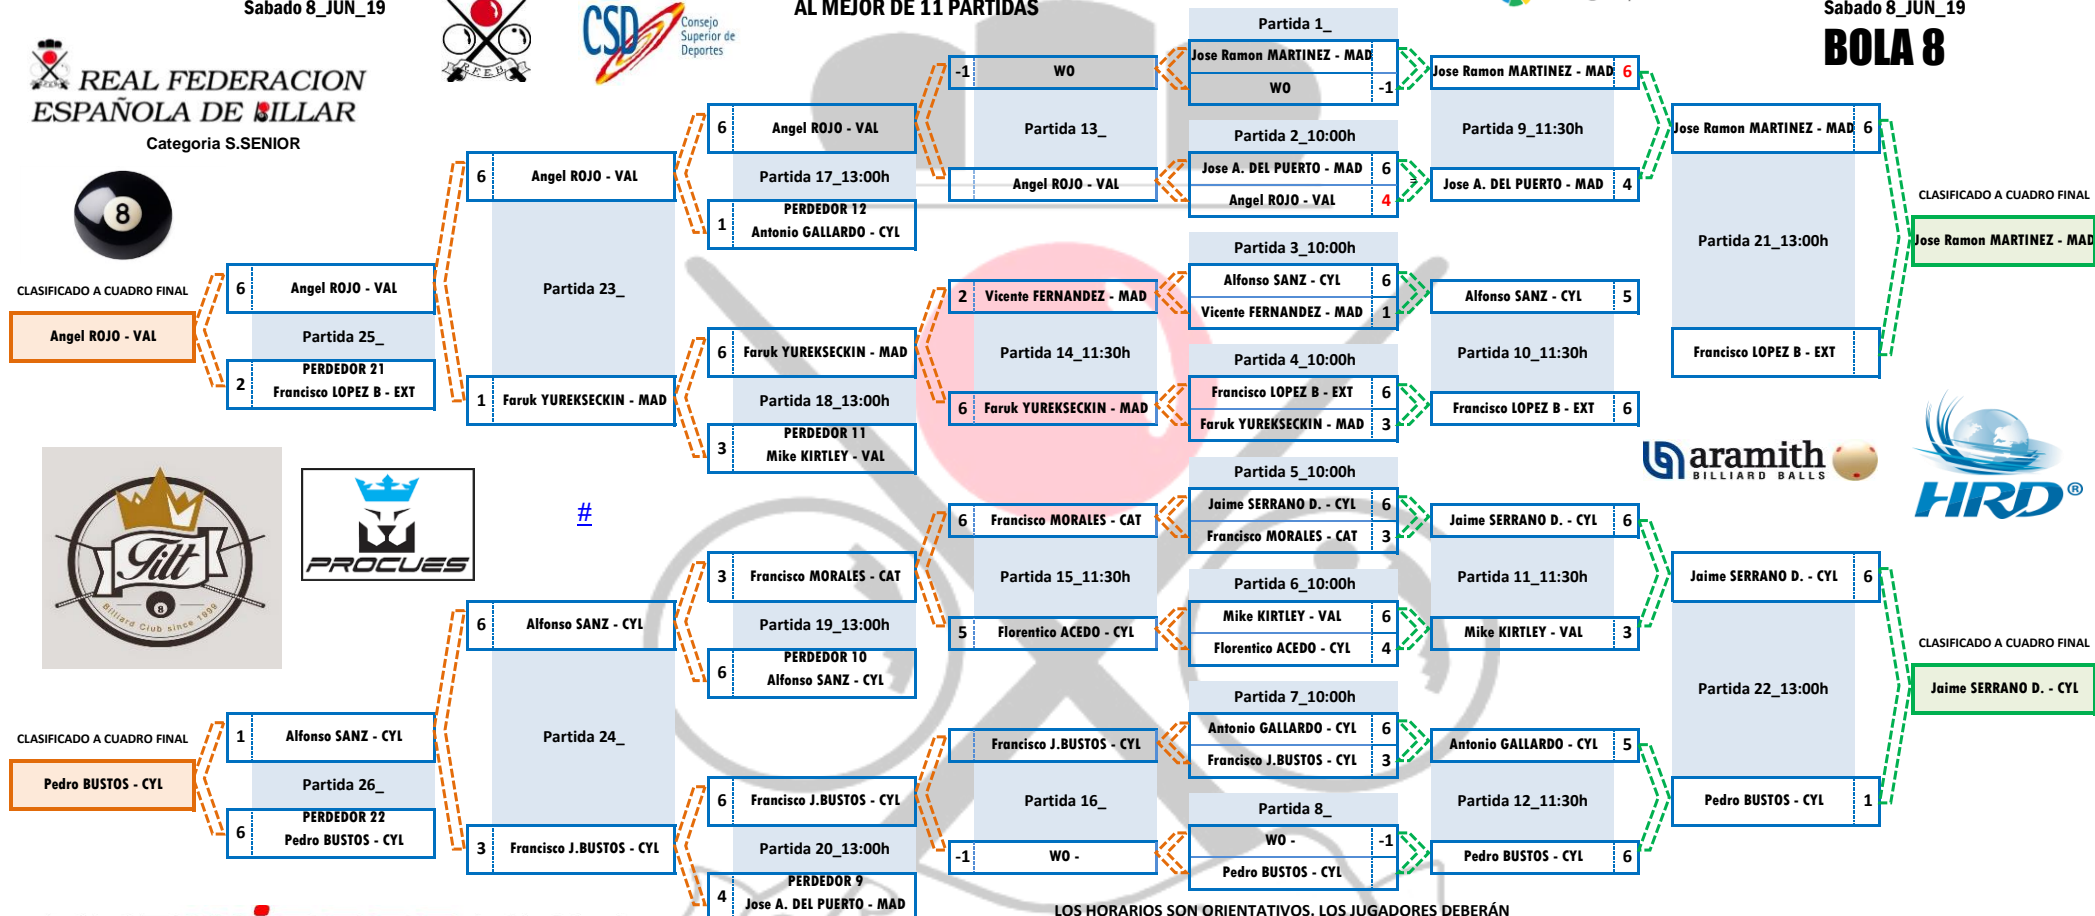 Sabado 8_JUN_19
AL MEJOR DE 11 PARTIDAS
Sabado 8_JUN_19
BOLA 8
REAL FEDERACION
ESPAÑOLA DE BILLAR
Categoria S.SENIOR
R.F.E.B.
CSD
Consejo
Superior de
Deportes
8
CLASIFICADO A CUADRO FINAL
Angel ROJO - VAL
6 Angel ROJO - VAL
Partida 25_
PERDEDOR 21
2 Francisco LOPEZ B - EXT
6 Angel ROJO - VAL
Partida 23_
1 Faruk YUREKSECKIN - MAD
6 Angel ROJO - VAL
Partida 17_13:00h
PERDEDOR 12
1 Antonio GALLARDO - CYL
6 Faruk YUREKSECKIN - MAD
Partida 18_13:00h
PERDEDOR 11
3 Mike KIRTLEY - VAL
-1 WO
Partida 13_
Angel ROJO - VAL
2 Vicente FERNANDEZ - MAD
Partida 14_11:30h
6 Faruk YUREKSECKIN - MAD
Partida 1_
Jose Ramon MARTINEZ - MAD
WO -1
Partida 2_10:00h
Jose A. DEL PUERTO - MAD 6
Angel ROJO - VAL 4
Partida 3_10:00h
Alfonso SANZ - CYL 6
Vicente FERNANDEZ - MAD 1
Partida 4_10:00h
Francisco LOPEZ B - EXT 6
Faruk YUREKSECKIN - MAD 3
Jose Ramon MARTINEZ - MAD 6
Partida 9_11:30h
Jose A. DEL PUERTO - MAD 4
Alfonso SANZ - CYL 5
Partida 10_11:30h
Francisco LOPEZ B - EXT 6
Jose Ramon MARTINEZ - MAD 6
Partida 21_13:00h
Francisco LOPEZ B - EXT
CLASIFICADO A CUADRO FINAL
Jose Ramon MARTINEZ - MAD
aramith
BILLIARD BALLS
HRD®
Tilt
8
Billiard Club since 1999
PROCUES
#
CLASIFICADO A CUADRO FINAL
Pedro BUSTOS - CYL
1 Alfonso SANZ - CYL
Partida 26_
PERDEDOR 22
6 Pedro BUSTOS - CYL
6 Alfonso SANZ - CYL
Partida 24_
3 Francisco J.BUSTOS - CYL
3 Francisco MORALES - CAT
Partida 19_13:00h
PERDEDOR 10
6 Alfonso SANZ - CYL
6 Francisco J.BUSTOS - CYL
Partida 20_13:00h
PERDEDOR 9
4 Jose A. DEL PUERTO - MAD
6 Francisco MORALES - CAT
Partida 15_11:30h
5 Florentico ACEDO - CYL
Francisco J.BUSTOS - CYL
Partida 16_
-1 WO -
Partida 5_10:00h
Jaime SERRANO D. - CYL 6
Francisco MORALES - CAT 3
Partida 6_10:00h
Mike KIRTLEY - VAL 6
Florentico ACEDO - CYL 4
Partida 7_10:00h
Antonio GALLARDO - CYL 6
Francisco J.BUSTOS - CYL 3
Partida 8_
WO - -1
Pedro BUSTOS - CYL
Jaime SERRANO D. - CYL 6
Partida 11_11:30h
Mike KIRTLEY - VAL 3
Antonio GALLARDO - CYL 5
Partida 12_11:30h
Pedro BUSTOS - CYL 6
Jaime SERRANO D. - CYL 6
Partida 22_13:00h
Pedro BUSTOS - CYL 1
CLASIFICADO A CUADRO FINAL
Jaime SERRANO D. - CYL
LOS HORARIOS SON ORIENTATIVOS. LOS JUGADORES DEBERÁN